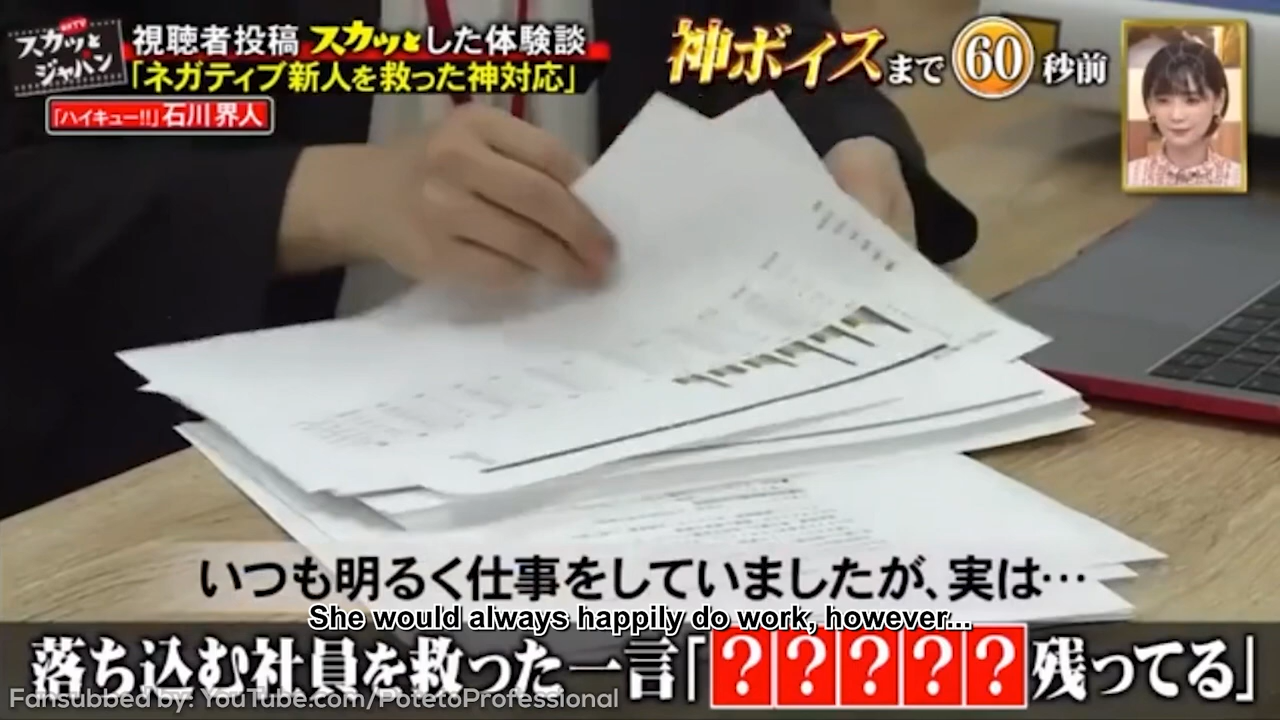 スカッと
ジャパン
視聴者投稿 スカッとした体験談
「ネガティブ新人を救った神対応」
「ハイキュー!!」石川 界人
神ボイスまで60秒前
いつも明るく仕事をしていましたが、実は…
She would always happily do work, however...
落ち込む社員を救った一言「?????残ってる」
Fansubbed by: YouTube.com/PotetoProfessional